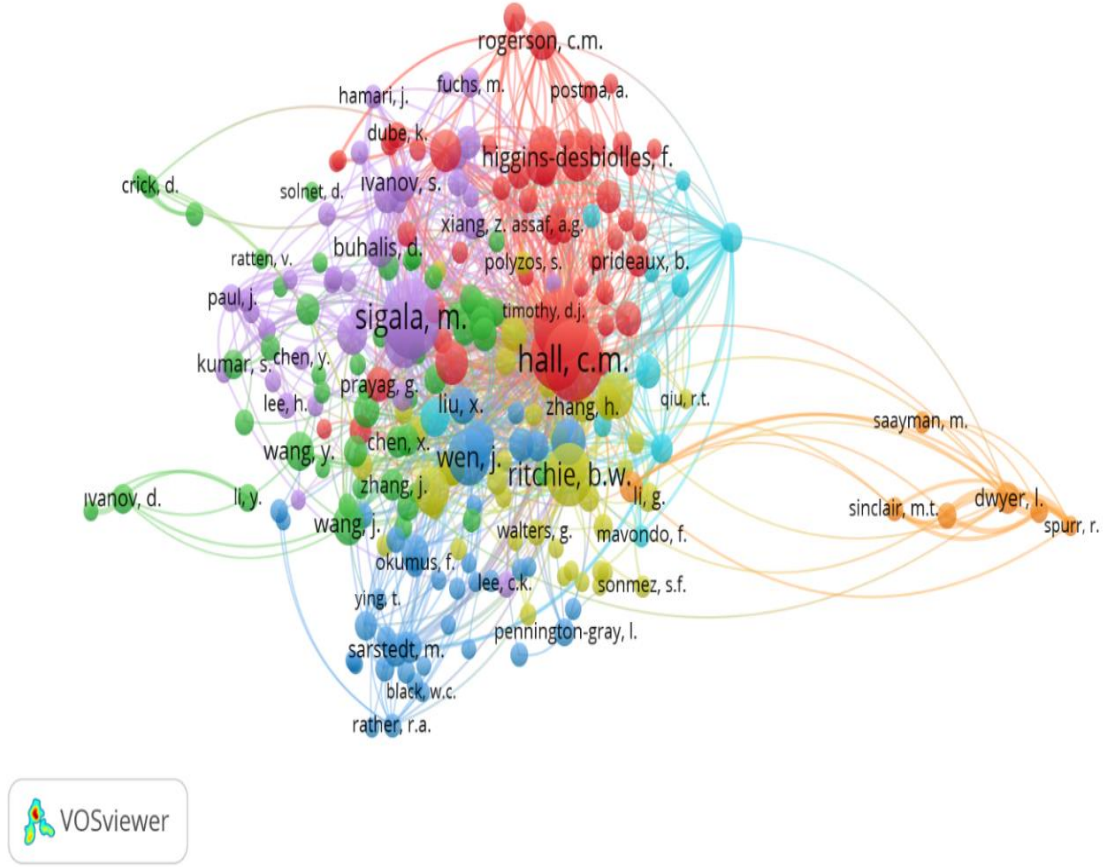 rogerson, c.m.
fuchs, m.
hamari, j.
postma, a.
dube, k.
higgins-desbiolles, f.
crick, d.
solnet, d.
ıvanov, s.
xiang, z.
assaf, a.g.
buhalis, d.
ratten, v.
polyzos, s.
prideaux, b.
paul, j.
sigala, m.
timothy, d.j.
hall, c.m.
kumar, s.
chen, y.
prayag, g.
lee, h.
liu, x.
zhang, h.
qiu, r.t.
saayman, m.
wang, y.
chen, x.
wen, j.
ritchie, b.w.
zhang, j.
li, g.
ıvanov, d.
li, y.
dwyer, l.
sinclair, m.t.
spurr, r.
wang, j.
walters, g.
mavondo, f.
okumus, f.
lee, c.k.
sonmez, s.f.
ying, t.
pennington-gray, l.
sarstedt, m.
black, w.c.
rather, r.a.
VOSviewer